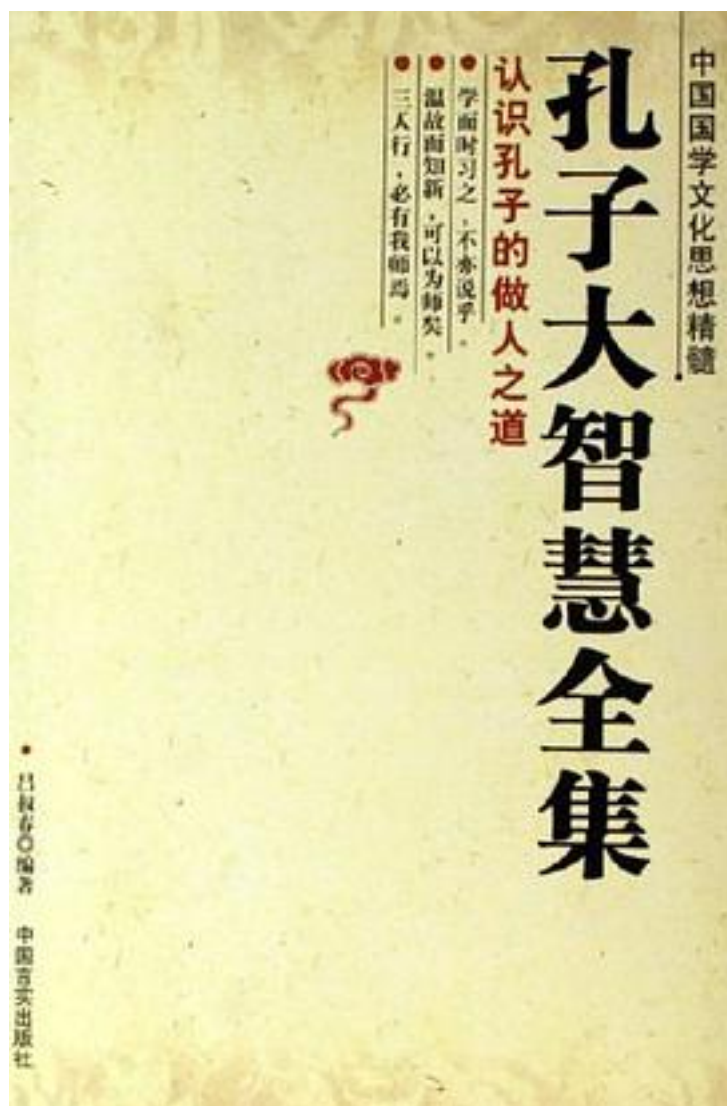 中国国学文化思想精髓
孔子大智慧全集
认识孔子的做人之道
学而时习之,不亦说乎。
温故而知新,可以为师矣。
三人行,必有我师焉。
吕叔春◎编著
中国言实出版社